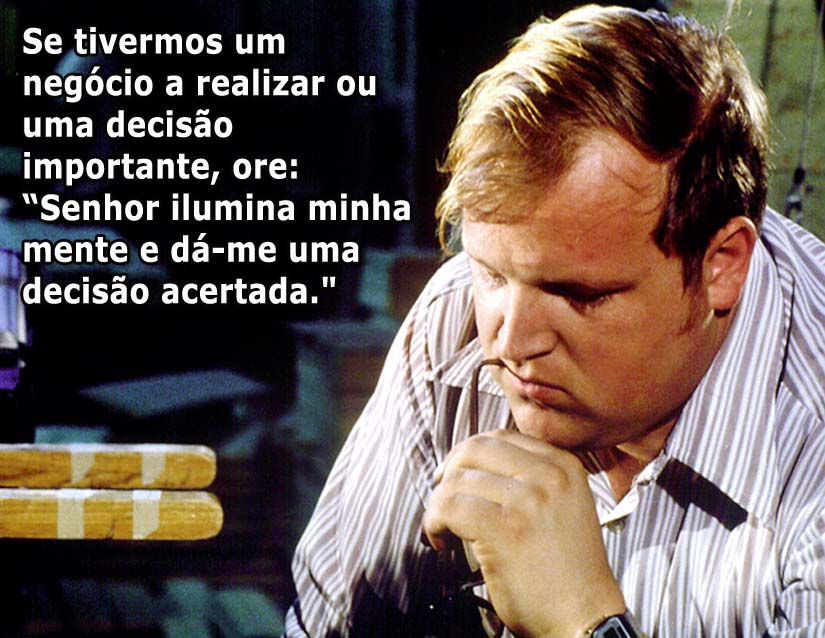 Se tivermos um
negócio a realizar ou
uma decisão
importante, ore:
“Senhor ilumina minha
mente e dá-me uma
decisão acertada."